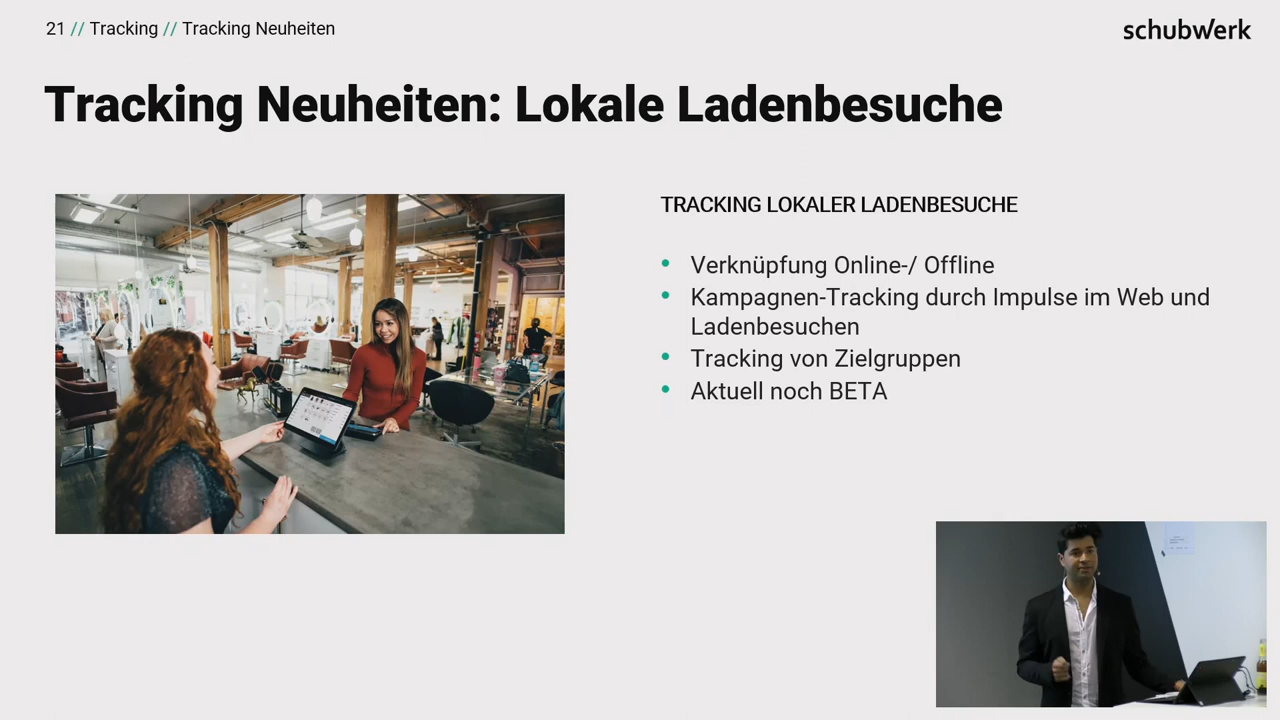 21 // Tracking // Tracking Neuheiten
schubwerk
Tracking Neuheiten: Lokale Ladenbesuche
TRACKING LOKALER LADENBESUCHE
• Verknüpfung Online-/ Offline
• Kampagnen-Tracking durch Impulse im Web und
Ladenbesuchen
• Tracking von Zielgruppen
• Aktuell noch BETA